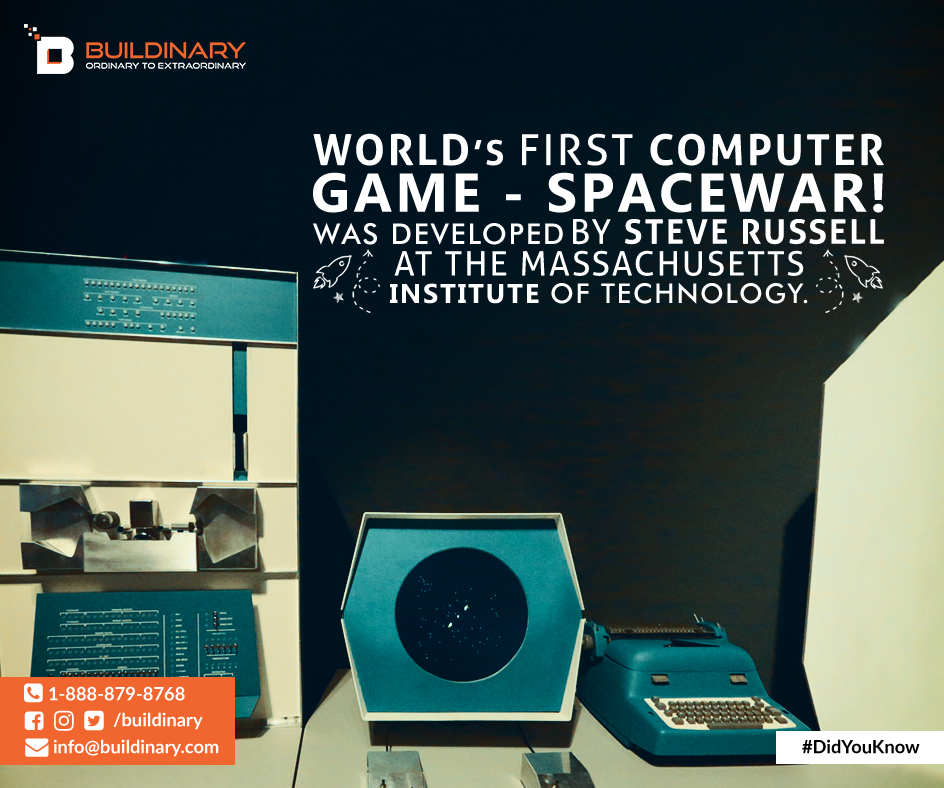 BUILDINARY
ORDINARY TO EXTRAORDINARY
WORLD's FIRST COMPUTER
GAME - SPACEWAR!
WAS DEVELOPED BY STEVE RUSSELL
AT THE MASSACHUSETTS
INSTITUTE OF TECHNOLOGY.
1-888-879-8768
/buildinary
info@buildinary.com
#DidYouKnow